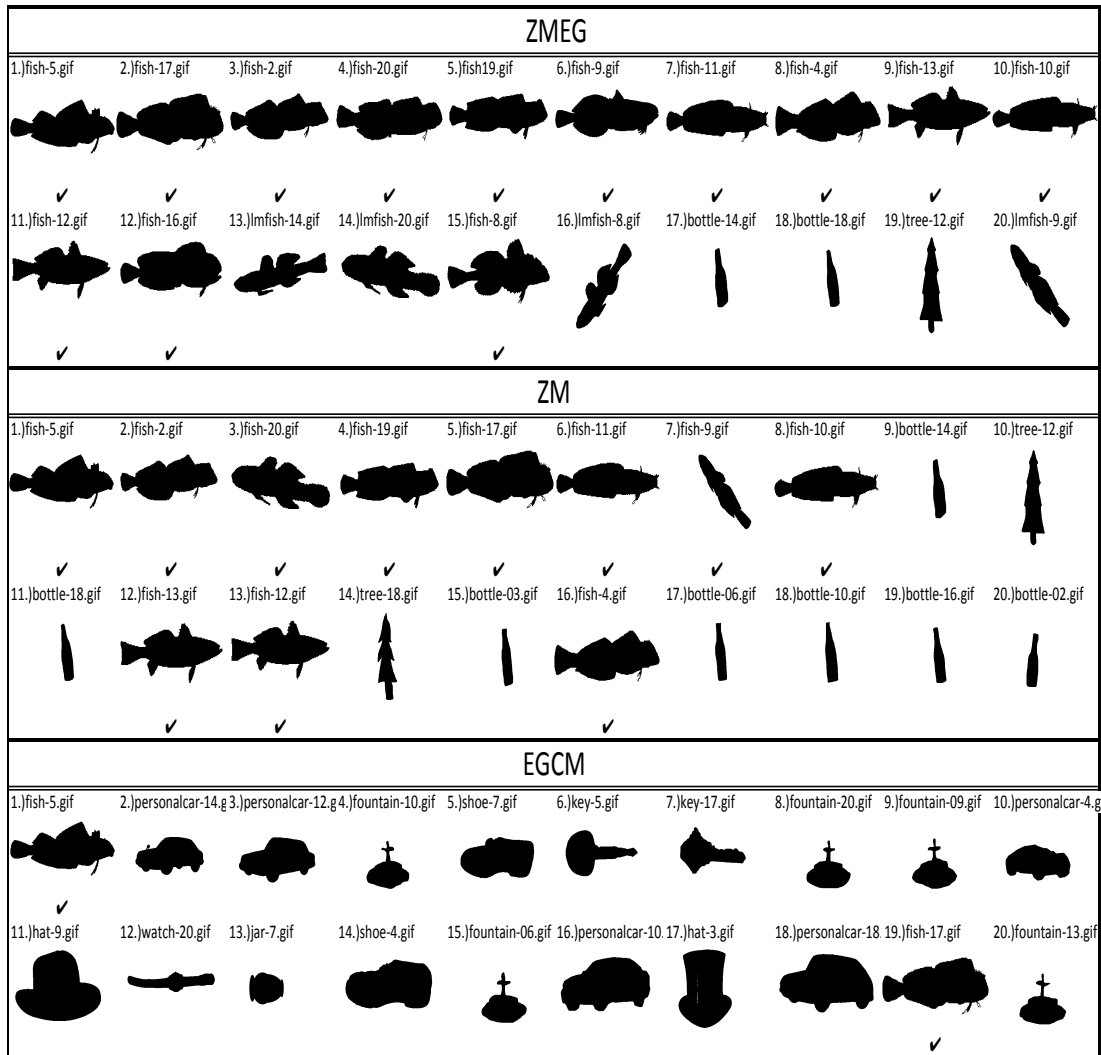 ZMEG
1.)fish-5.gif 2.)fish-17.gif 3.)fish-2.gif 4.)fish-20.gif 5.)fish19.gif 6.)fish-9.gif 7.)fish-11.gif 8.)fish-4.gif 9.)fish-13.gif 10.)fish-10.gif
✓ ✓ ✓ ✓ ✓ ✓ ✓ ✓ ✓ ✓
11.)fish-12.gif 12.)fish-16.gif 13.)lmfish-14.gif 14.)lmfish-20.gif 15.)fish-8.gif 16.)lmfish-8.gif 17.)bottle-14.gif 18.)bottle-18.gif 19.)tree-12.gif 20.)lmfish-9.gif
✓ ✓ ✓
ZM
1.)fish-5.gif 2.)fish-2.gif 3.)fish-20.gif 4.)fish-19.gif 5.)fish-17.gif 6.)fish-11.gif 7.)fish-9.gif 8.)fish-10.gif 9.)bottle-14.gif 10.)tree-12.gif
✓ ✓ ✓ ✓ ✓ ✓ ✓ ✓
11.)bottle-18.gif 12.)fish-13.gif 13.)fish-12.gif 14.)tree-18.gif 15.)bottle-03.gif 16.)fish-4.gif 17.)bottle-06.gif 18.)bottle-10.gif 19.)bottle-16.gif 20.)bottle-02.gif
✓ ✓ ✓
EGCM
1.)fish-5.gif 2.)personalcar-14.g 3.)personalcar-12.g 4.)fountain-10.gif 5.)shoe-7.gif 6.)key-5.gif 7.)key-17.gif 8.)fountain-20.gif 9.)fountain-09.gif 10.)personalcar-4.g
✓
11.)hat-9.gif 12.)watch-20.gif 13.)jar-7.gif 14.)shoe-4.gif 15.)fountain-06.gif 16.)personalcar-10. 17.)hat-3.gif 18.)personalcar-18 19.)fish-17.gif 20.)fountain-13.gif
✓